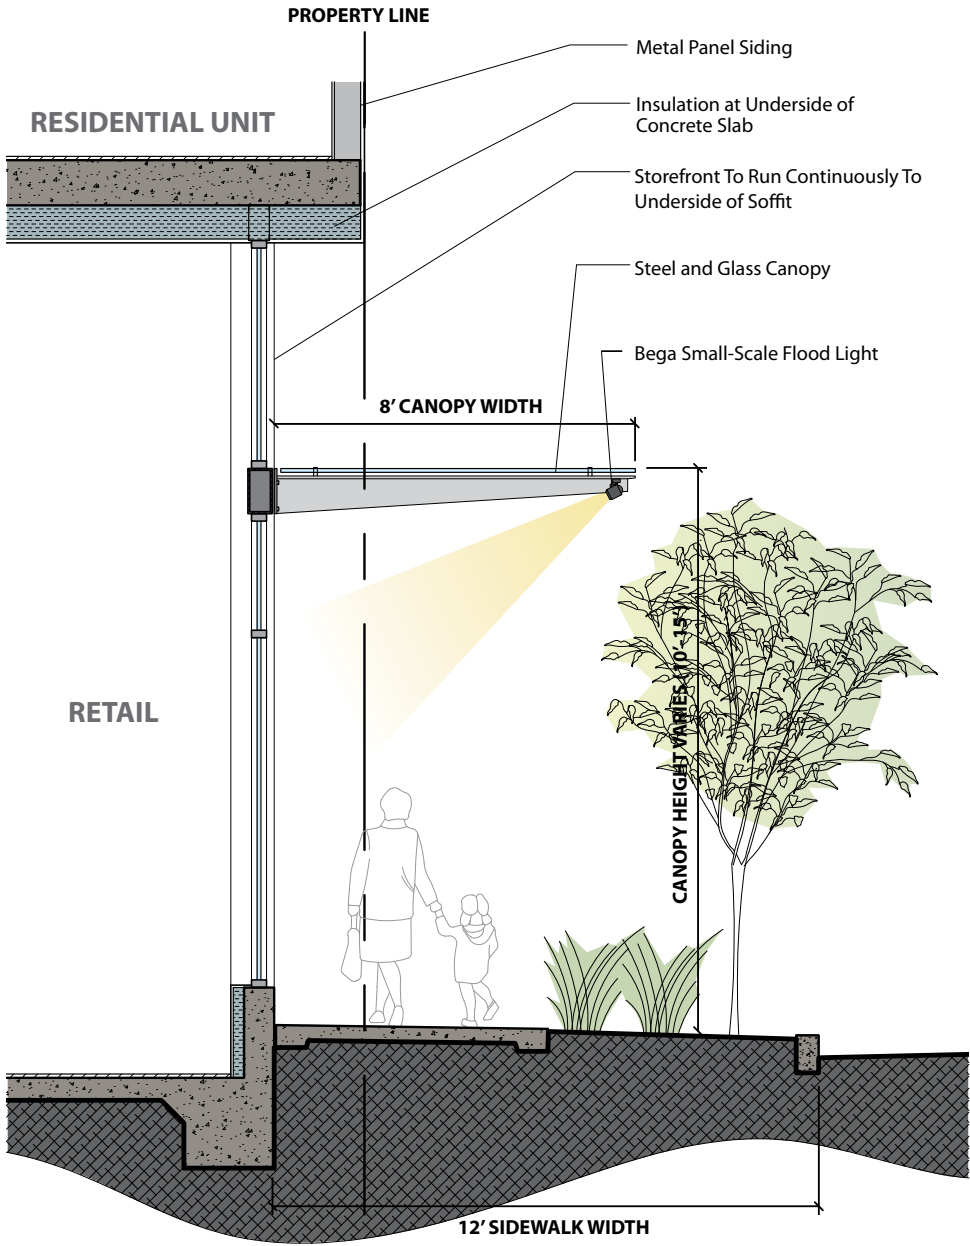 PROPERTY LINE
Metal Panel Siding
RESIDENTIAL UNIT
Insulation at Underside of
Concrete Slab
Storefront To Run Continuously To
Underside of Soffit
Steel and Glass Canopy
Bega Small-Scale Flood Light
8’ CANOPY WIDTH
CANOPY HEIGHT VARIES (10’-15’)
RETAIL
12’ SIDEWALK WIDTH